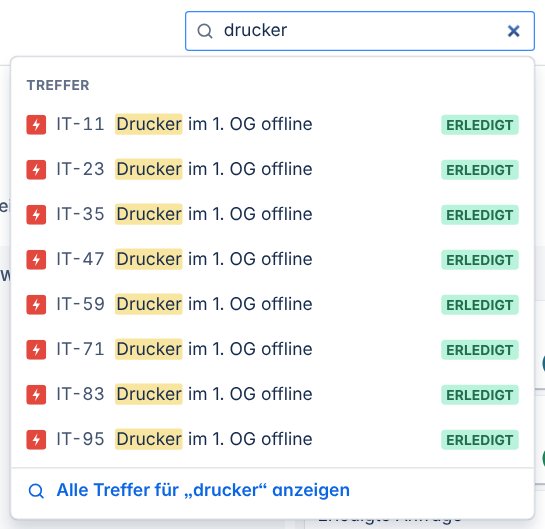 drucker
TREFFER
IT-11 Drucker im 1. OG offline ERLEDIGT
IT-23 Drucker im 1. OG offline ERLEDIGT
IT-35 Drucker im 1. OG offline ERLEDIGT
IT-47 Drucker im 1. OG offline ERLEDIGT
IT-59 Drucker im 1. OG offline ERLEDIGT
IT-71 Drucker im 1. OG offline ERLEDIGT
IT-83 Drucker im 1. OG offline ERLEDIGT
IT-95 Drucker im 1. OG offline ERLEDIGT
Alle Treffer für „drucker“ anzeigen